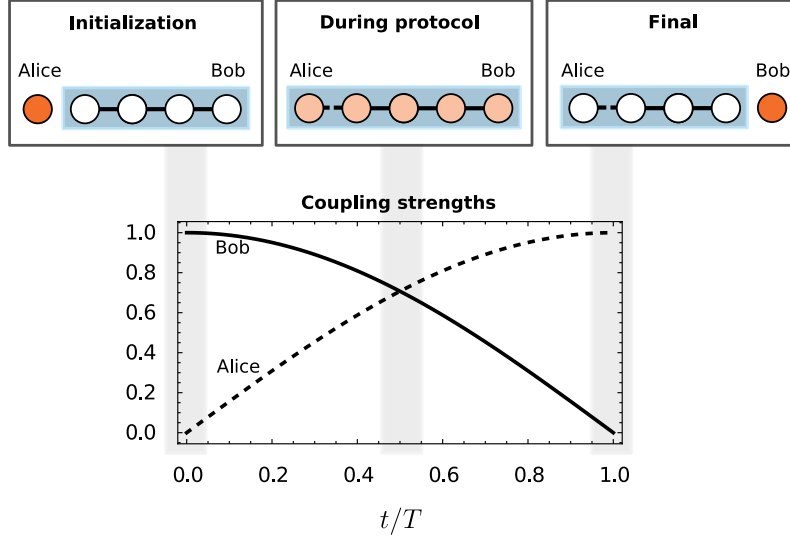 Initialization
Alice
Bob
During protocol
Alice
Bob
Final
Alice
Bob
Coupling strengths
1.0
0.8
0.6
0.4
0.2
0.0
Bob
Alice
0.0 0.2 0.4 0.6 0.8 1.0
t/T